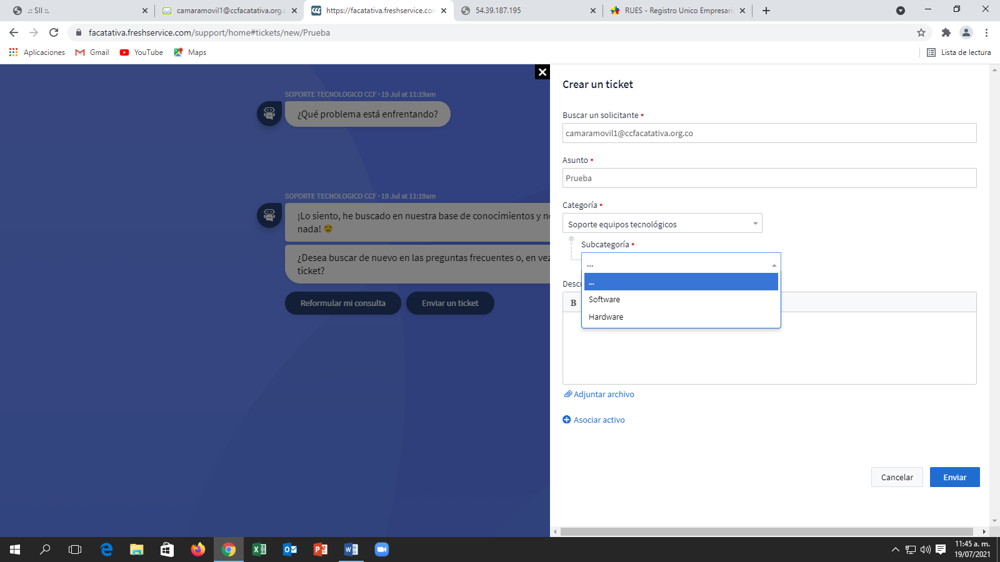 .:: SII ::.
camaramovil1@ccfacatativa.org.c
https://facatativa.freshservice.con
54.39.187.195
RUES - Registro Unico Empresari
facatativa.freshservice.com/support/home#tickets/new/Prueba
Aplicaciones
Gmail
YouTube
Maps
Lista de lectura
SOPORTE TECNOLOGICO CCF - 19 Jul at 11:19am
¿Qué problema está enfrentando?
SOPORTE TECNOLOGICO CCF - 19 Jul at 11:19am
¡Lo siento, he buscado en nuestra base de conocimientos y no
nada!
¿Desea buscar de nuevo en las preguntas frecuentes o, en vez
ticket?
Reformular mi consulta
Enviar un ticket
Crear un ticket
Buscar un solicitante *
camaramovil1@ccfacatativa.org.co
Asunto *
Prueba
Categoría *
Soporte equipos tecnológicos
Subcategoría *
...
...
Software
Hardware
Descr
B
Adjuntar archivo
Asociar activo
Cancelar
Enviar
11:45 a. m.
19/07/2021